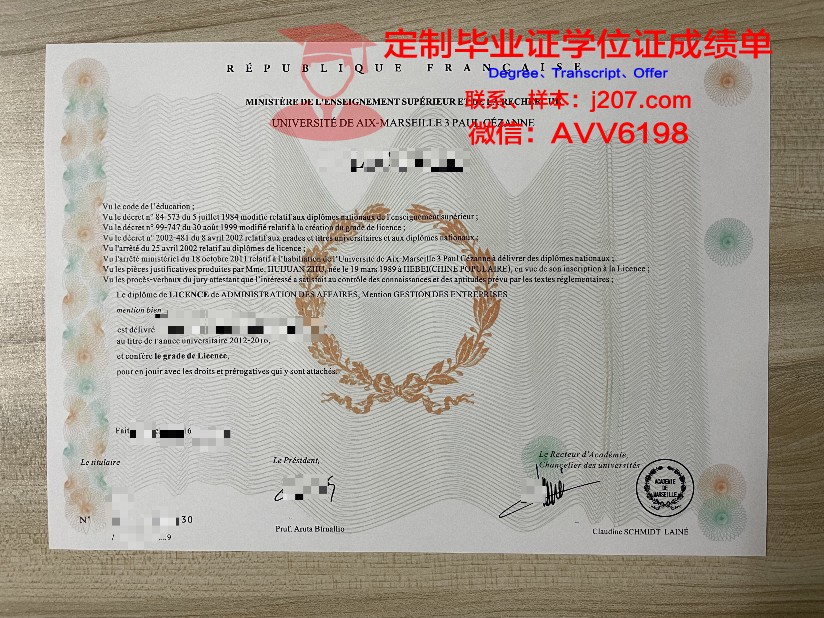 定制毕业证学位证成绩单
Degree、Transcript、Offer
联系、样本：j207.com
微信：AVV6198
RÉPUBLIQUE FRANÇAISE
MINISTÈRE DE L'ENSEIGNEMENT SUPÉRIEUR ET DE LA RECHERCHE
UNIVERSITÉ DE AIX-MARSEILLE 3 PAUL CÉZANNE
Vu le code de l'éducation ;
Vu le décret n° 84-573 du 5 juillet 1984 modifié relatif aux diplômes nationaux de l'enseignement supérieur ;
Vu le décret n° 99-747 du 30 août 1999 modifié relatif à la création du grade de licence ;
Vu le décret n° 2002-481 du 8 avril 2002 relatif aux grades et titres universitaires et aux diplômes nationaux ;
Vu l'arrêté du 25 avril 2002 relatif au diplômes de licence ;
Vu l'arrêté ministériel du 18 octobre 2011 relatif à l'habilitation de l'Université de Aix-Marseille 3 Paul Cézanne à délivrer des diplômes nationaux ;
Vu les pièces justificatives produites par Mme. HUIJUAN ZHU, née le 19 mars 1989 à HEBEI(CHINE POPULAIRE), en vue de son inscription à la Licence ;
Vu les procès-verbaux du jury attestant que l'intéressé a satisfait au contrôle des connaissances et des aptitudes prévu par les textes réglementaires ;
Le diplôme de LICENCE de ADMINISTRATION DES AFFAIRES, Mention GESTION DES ENTREPRISES
mention bien
est délivré
au titre de l'année universitaire 2012-2016,
et confère le grade de Licence,
pour en jouir avec les droits et prérogatives qui y sont attachés.
Fait 16
Le titulaire
Le Président,
Le Recteur d'Académie,
Chancelier des universités
ACADEMIE
DE
MARSEILLE
N° 30
9
Prof. Aruta Bimellio
Claudine SCHMIDT LAINÉ